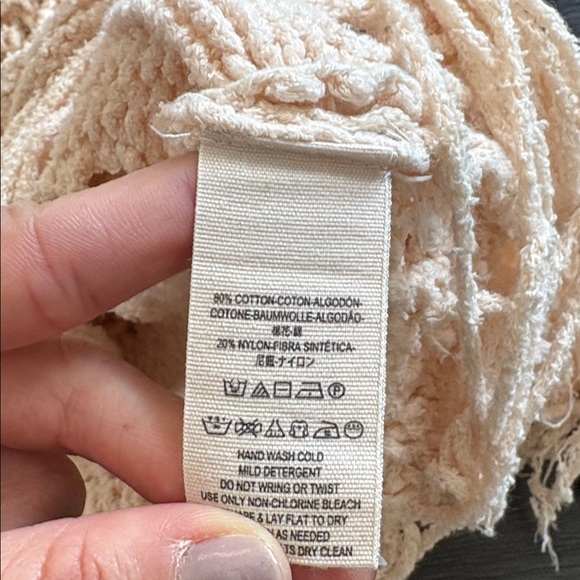 80% COTTON-COTON-ALGODÓN-
COTONE-BAUMWOLLE-ALGODÃO-
棉花-綿
20% NYLON-FIBRA SINTÉTICA-
尼龍-ナイロン
HAND WASH COLD
MILD DETERGENT
DO NOT WRING OR TWIST
USE ONLY NON-CHLORINE BLEACH
& LAY FLAT TO DRY
AS NEEDED
DRY CLEAN